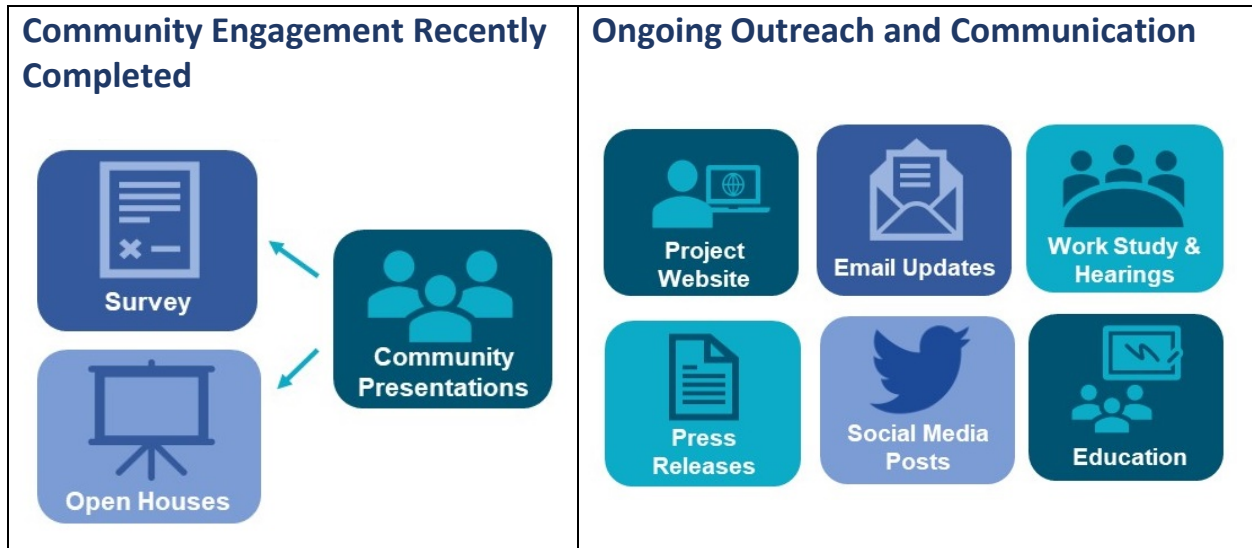 Community Engagement Recently
Completed
Survey
Community
Presentations
Open Houses
Ongoing Outreach and Communication
Project
Website
Email Updates
Work Study &
Hearings
Press
Releases
Social Media
Posts
Education